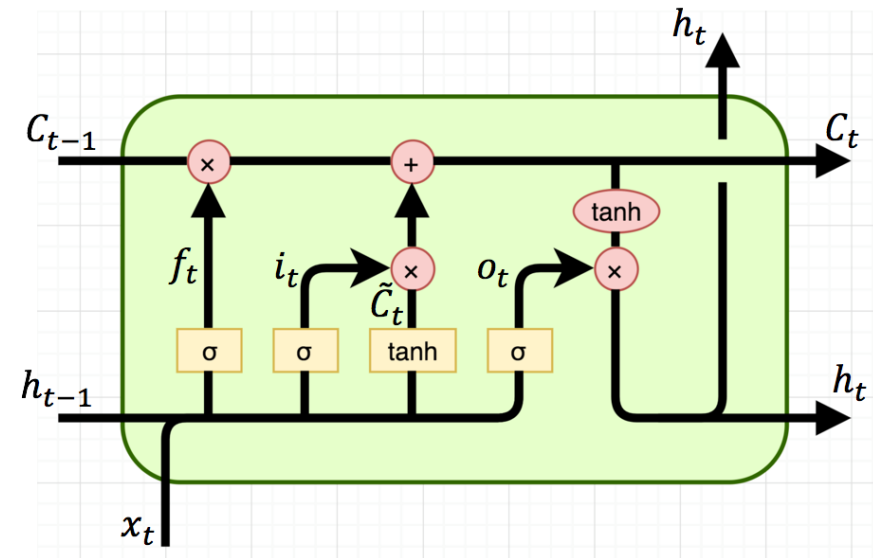 h_t
C_{t-1}
×
+
C_t
tanh
f_t
i_t
×
o_t
×
C̃_t
σ
σ
tanh
σ
h_{t-1}
h_t
x_t